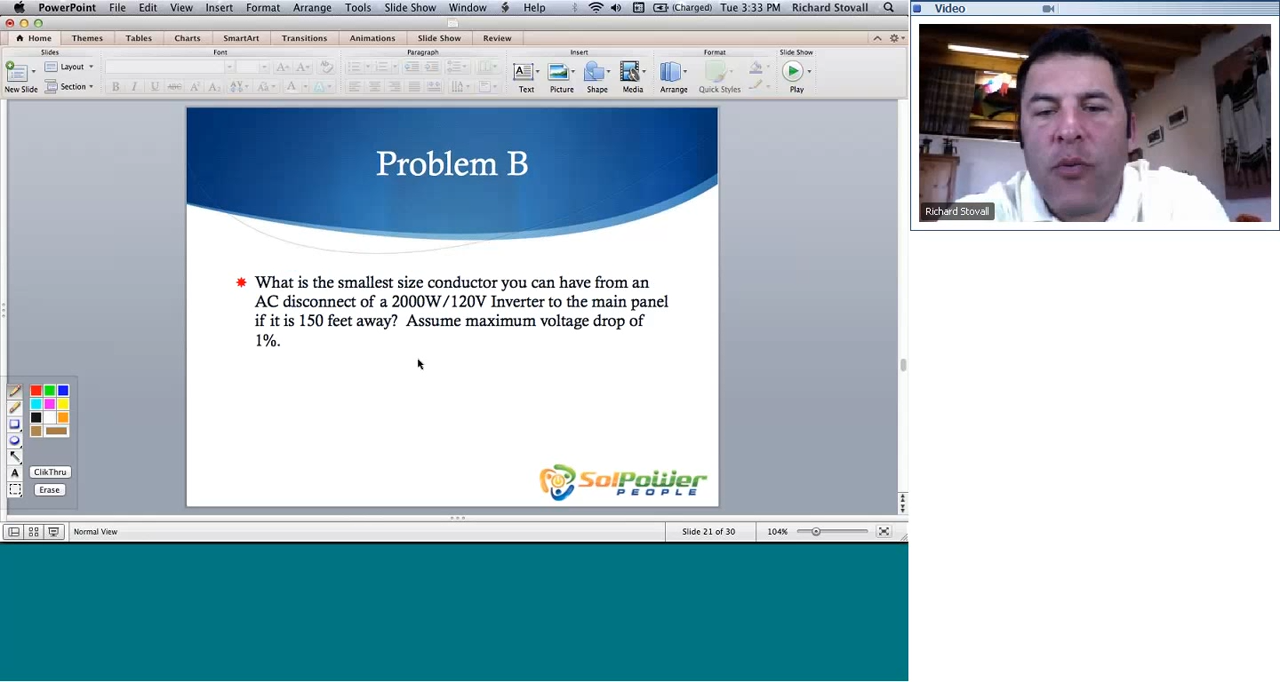 PowerPoint File Edit View Insert Format Arrange Tools Slide Show Window Help (Charged) Tue 3:33 PM Richard Stovall
Video
Home Themes Tables Charts SmartArt Transitions Animations Slide Show Review
Slides Font Paragraph Insert Format Slide Show
New Slide Layout Section
B I U ABC A A
Text Picture Shape Media Arrange Quick Styles Play
Richard Stovall
Problem B
What is the smallest size conductor you can have from an
AC disconnect of a 2000W/120V Inverter to the main panel
if it is 150 feet away? Assume maximum voltage drop of
1%.
A
ClikThru
Erase
SolPower
PEOPLE
Normal View Slide 21 of 30 104%